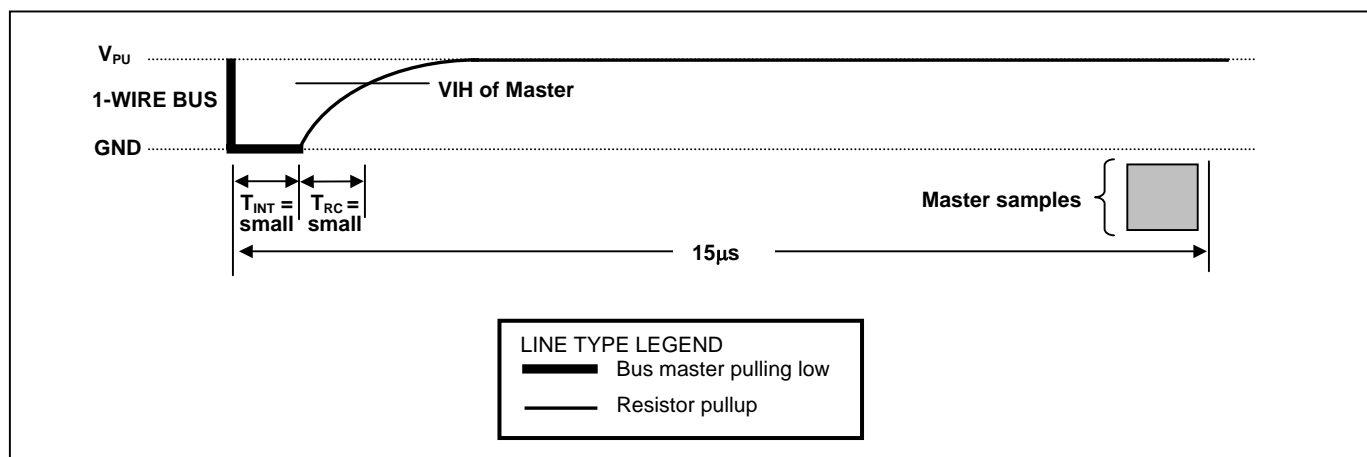 VPU
1-WIRE BUS
VIH of Master
GND
TINT =
small
TRC =
small
Master samples
15μs
LINE TYPE LEGEND
Bus master pulling low
Resistor pullup